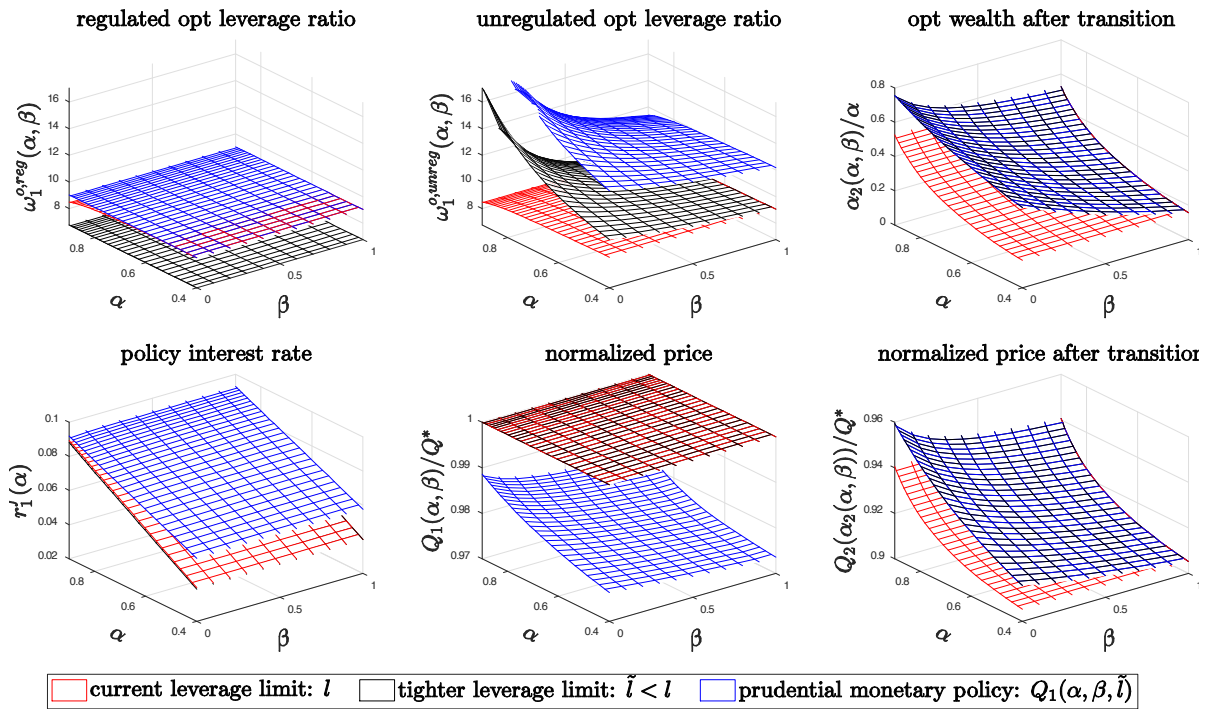 regulated opt leverage ratio
unregulated opt leverage ratio
opt wealth after transition
ω₁^{o,reg}(α, β)
16
14
12
10
8
0.8
0.6
0.4
α
0
0.5
1
β
ω₁^{o,unreg}(α, β)
16
14
12
10
8
0.8
0.6
0.4
α
0
0.5
1
β
α₂(α, β)/α
0.8
0.6
0.4
0.2
0
0.8
0.6
0.4
α
0
0.5
1
β
policy interest rate
normalized price
normalized price after transition
0.1
0.08
0.06
0.04
0.02
0.8
0.6
0.4
α
0
0.5
1
β
Q₁(α, β)/Q*
1
0.99
0.98
0.97
0.8
0.6
0.4
α
0
0.5
1
β
Q₂(α₂(α, β))/Q*
0.96
0.94
0.92
0.9
0.8
0.6
0.4
α
0
0.5
1
β
current leverage limit: l tighter leverage limit: l̃ < l prudential monetary policy: Q₁(α, β, l̃)